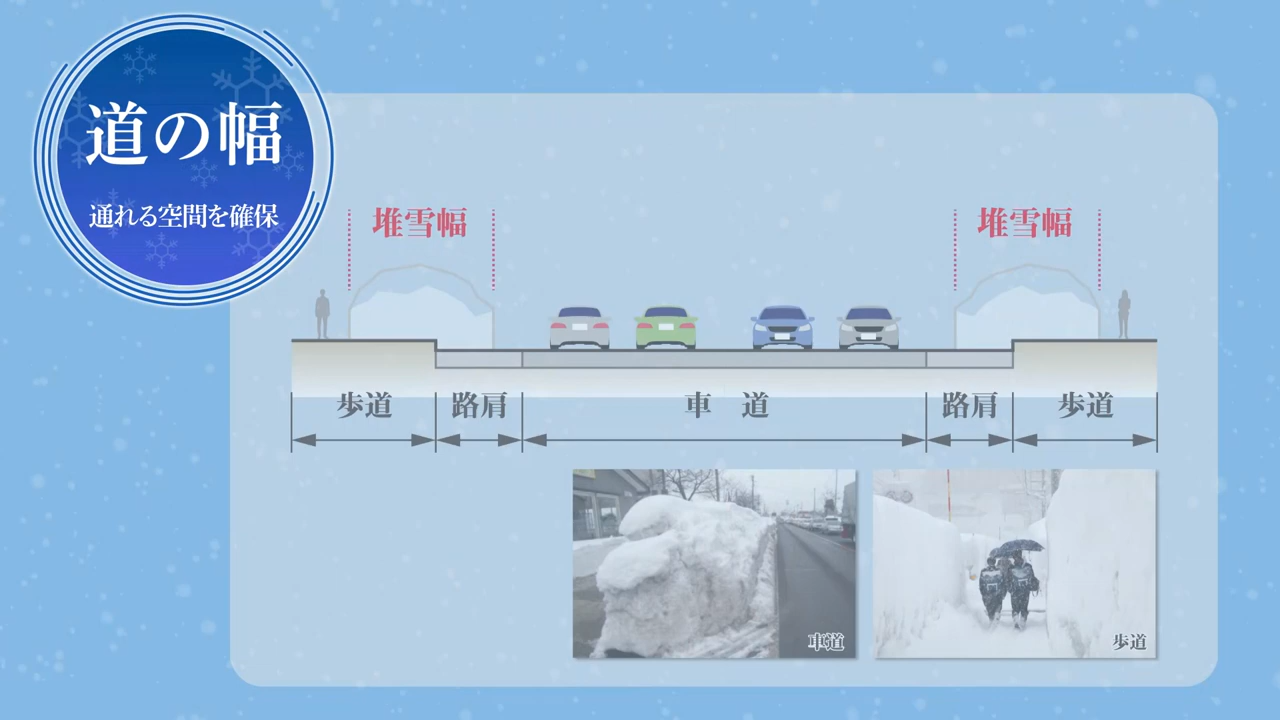 道の幅
通れる空間を確保
堆雪幅
堆雪幅
歩道
路肩
車　道
路肩
歩道
車道
歩道